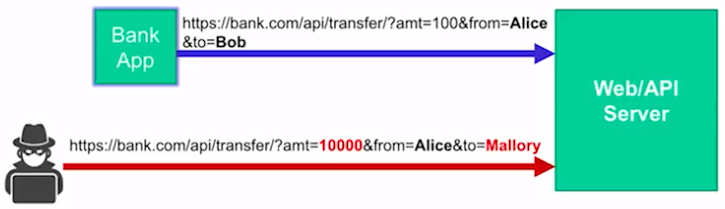 https://bank.com/api/transfer/?amt=100&from=Alice
&to=Bob
Bank
App
Web/API
Server
https://bank.com/api/transfer/?amt=10000&from=Alice&to=Mallory